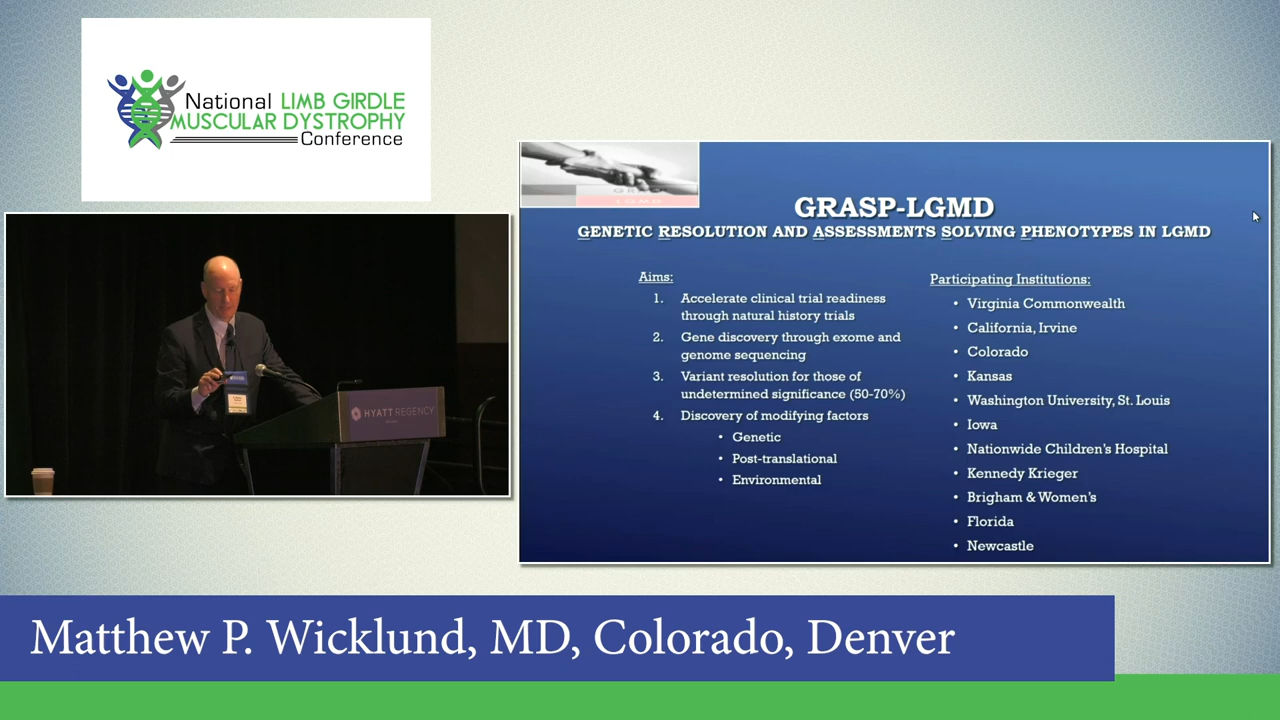 National LIMB GIRDLE
MUSCULAR DYSTROPHY
Conference
HYATT REGENCY
GRASP-LGMD
GENETIC RESOLUTION AND ASSESSMENTS SOLVING PHENOTYPES IN LGMD
Aims:
1. Accelerate clinical trial readiness
through natural history trials
2. Gene discovery through exome and
genome sequencing
3. Variant resolution for those of
undetermined significance (50-70%)
4. Discovery of modifying factors
• Genetic
• Post-translational
• Environmental
Participating Institutions:
• Virginia Commonwealth
• California, Irvine
• Colorado
• Kansas
• Washington University, St. Louis
• Iowa
• Nationwide Children's Hospital
• Kennedy Krieger
• Brigham & Women's
• Florida
• Newcastle
Matthew P. Wicklund, MD, Colorado, Denver